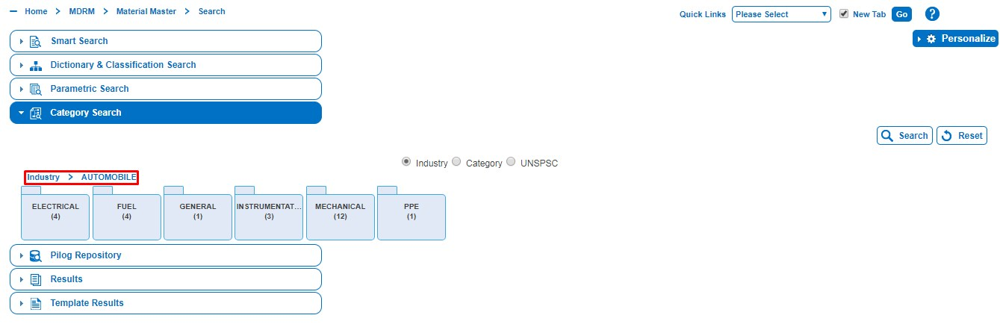 Home > MDRM > Material Master > Search
Quick Links Please Select New Tab Go ?
Smart Search
Personalize
Dictionary & Classification Search
Parametric Search
Category Search
Search Reset
Industry Category UNSPSC
Industry > AUTOMOBILE
ELECTRICAL FUEL GENERAL INSTRUMENTAT... MECHANICAL PPE
(4) (4) (1) (3) (12) (1)
Pilog Repository
Results
Template Results